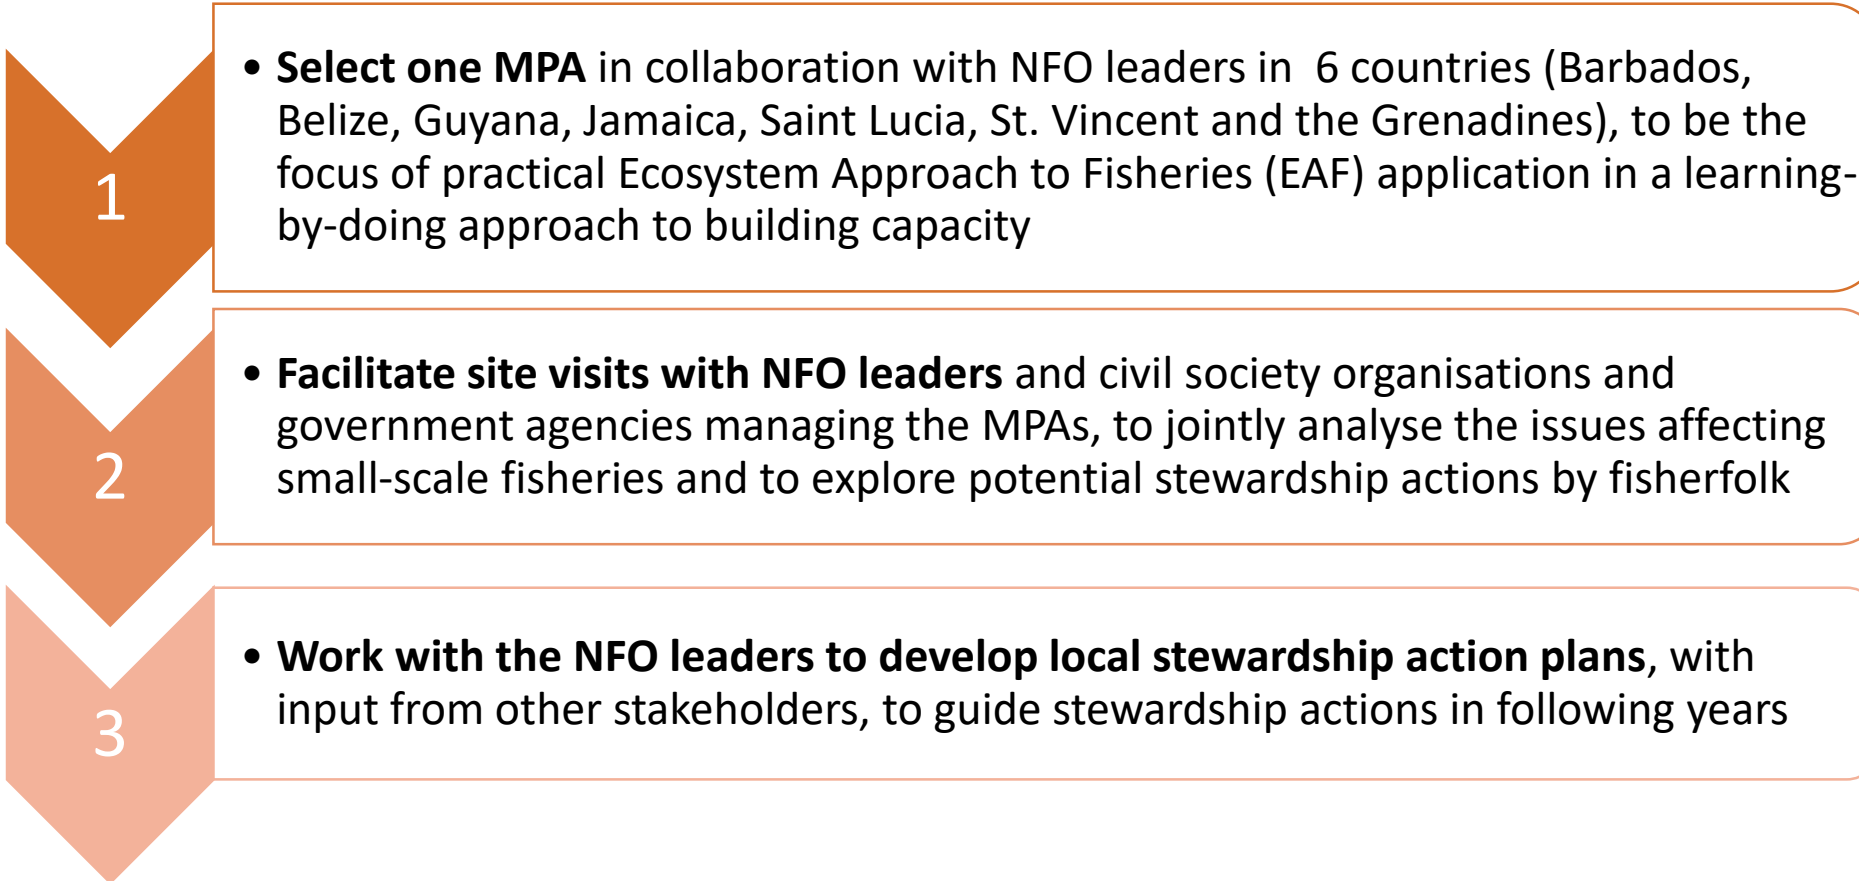 1
• Select one MPA in collaboration with NFO leaders in  6 countries (Barbados,
Belize, Guyana, Jamaica, Saint Lucia, St. Vincent and the Grenadines), to be the
focus of practical Ecosystem Approach to Fisheries (EAF) application in a learning-
by-doing approach to building capacity
2
• Facilitate site visits with NFO leaders and civil society organisations and
government agencies managing the MPAs, to jointly analyse the issues affecting
small-scale fisheries and to explore potential stewardship actions by fisherfolk
3
• Work with the NFO leaders to develop local stewardship action plans, with
input from other stakeholders, to guide stewardship actions in following years